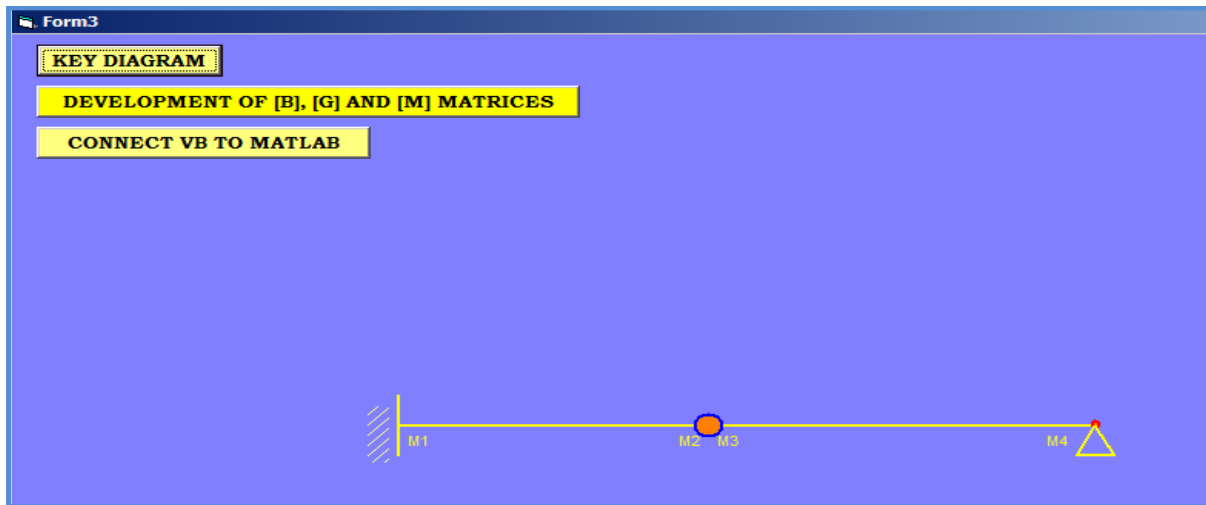 Form3
KEY DIAGRAM
DEVELOPMENT OF [B], [G] AND [M] MATRICES
CONNECT VB TO MATLAB
M1 M2 M3 M4